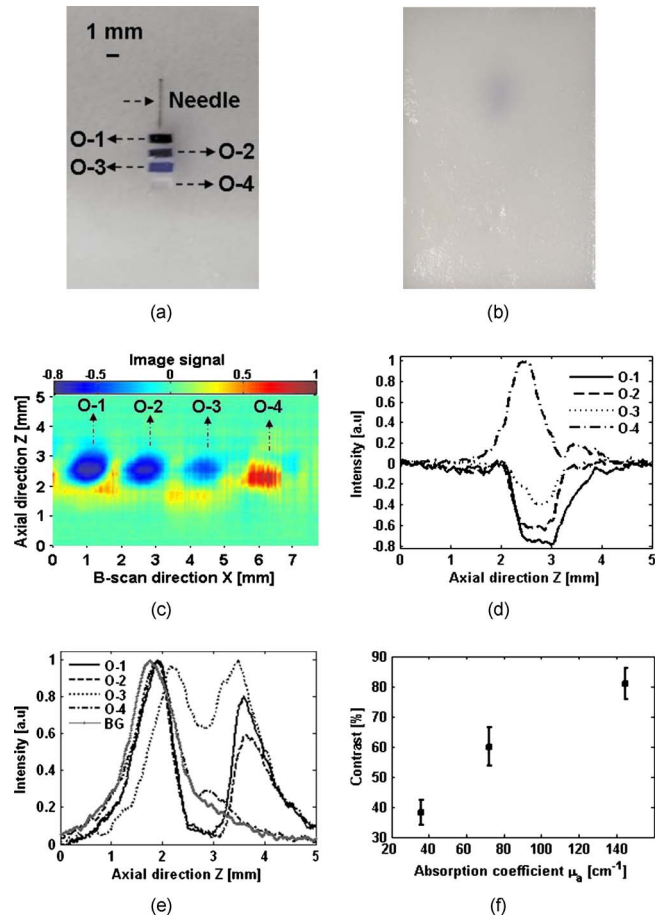 1 mm
Needle
O-1
O-2
O-3
O-4
(a)
(b)
Image signal
-0.8 -0.5 0 0.5 1
O-1 O-2 O-3 O-4
Axial direction Z [mm]
5
4
3
2
1
0
0 1 2 3 4 5 6 7
B-scan direction X [mm]
(c)
Intensity [a.u]
1
0.8
0.6
0.4
0.2
0
-0.2
-0.4
-0.6
-0.8
O-1
O-2
O-3
O-4
0 1 2 3 4 5
Axial direction Z [mm]
(d)
Intensity [a.u]
1
0.8
0.6
0.4
0.2
0
O-1
O-2
O-3
O-4
BG
0 1 2 3 4 5
Axial direction Z [mm]
(e)
Contrast [%]
90
80
70
60
50
40
30
20 40 60 80 100 120 140
Absorption coefficient μa [cm-1]
(f)